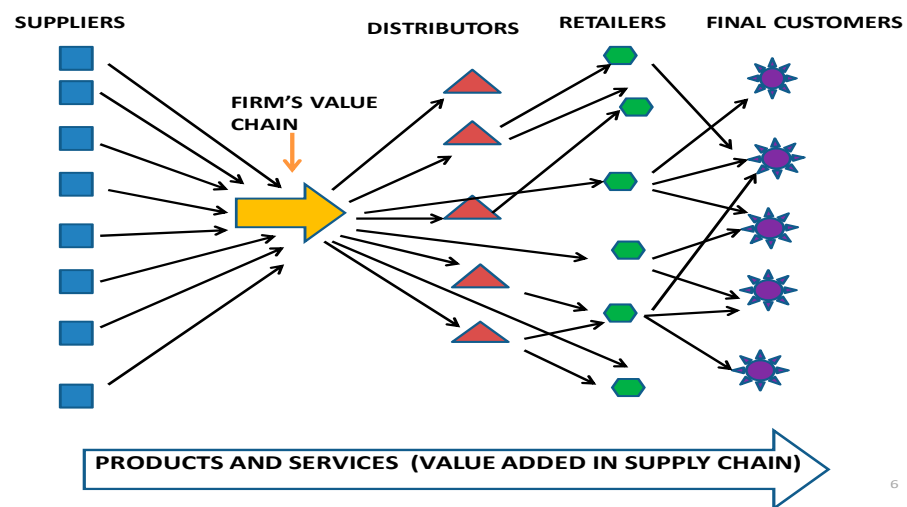 SUPPLIERS
DISTRIBUTORS
RETAILERS
FINAL CUSTOMERS
FIRM'S VALUE
CHAIN
PRODUCTS AND SERVICES (VALUE ADDED IN SUPPLY CHAIN)
6